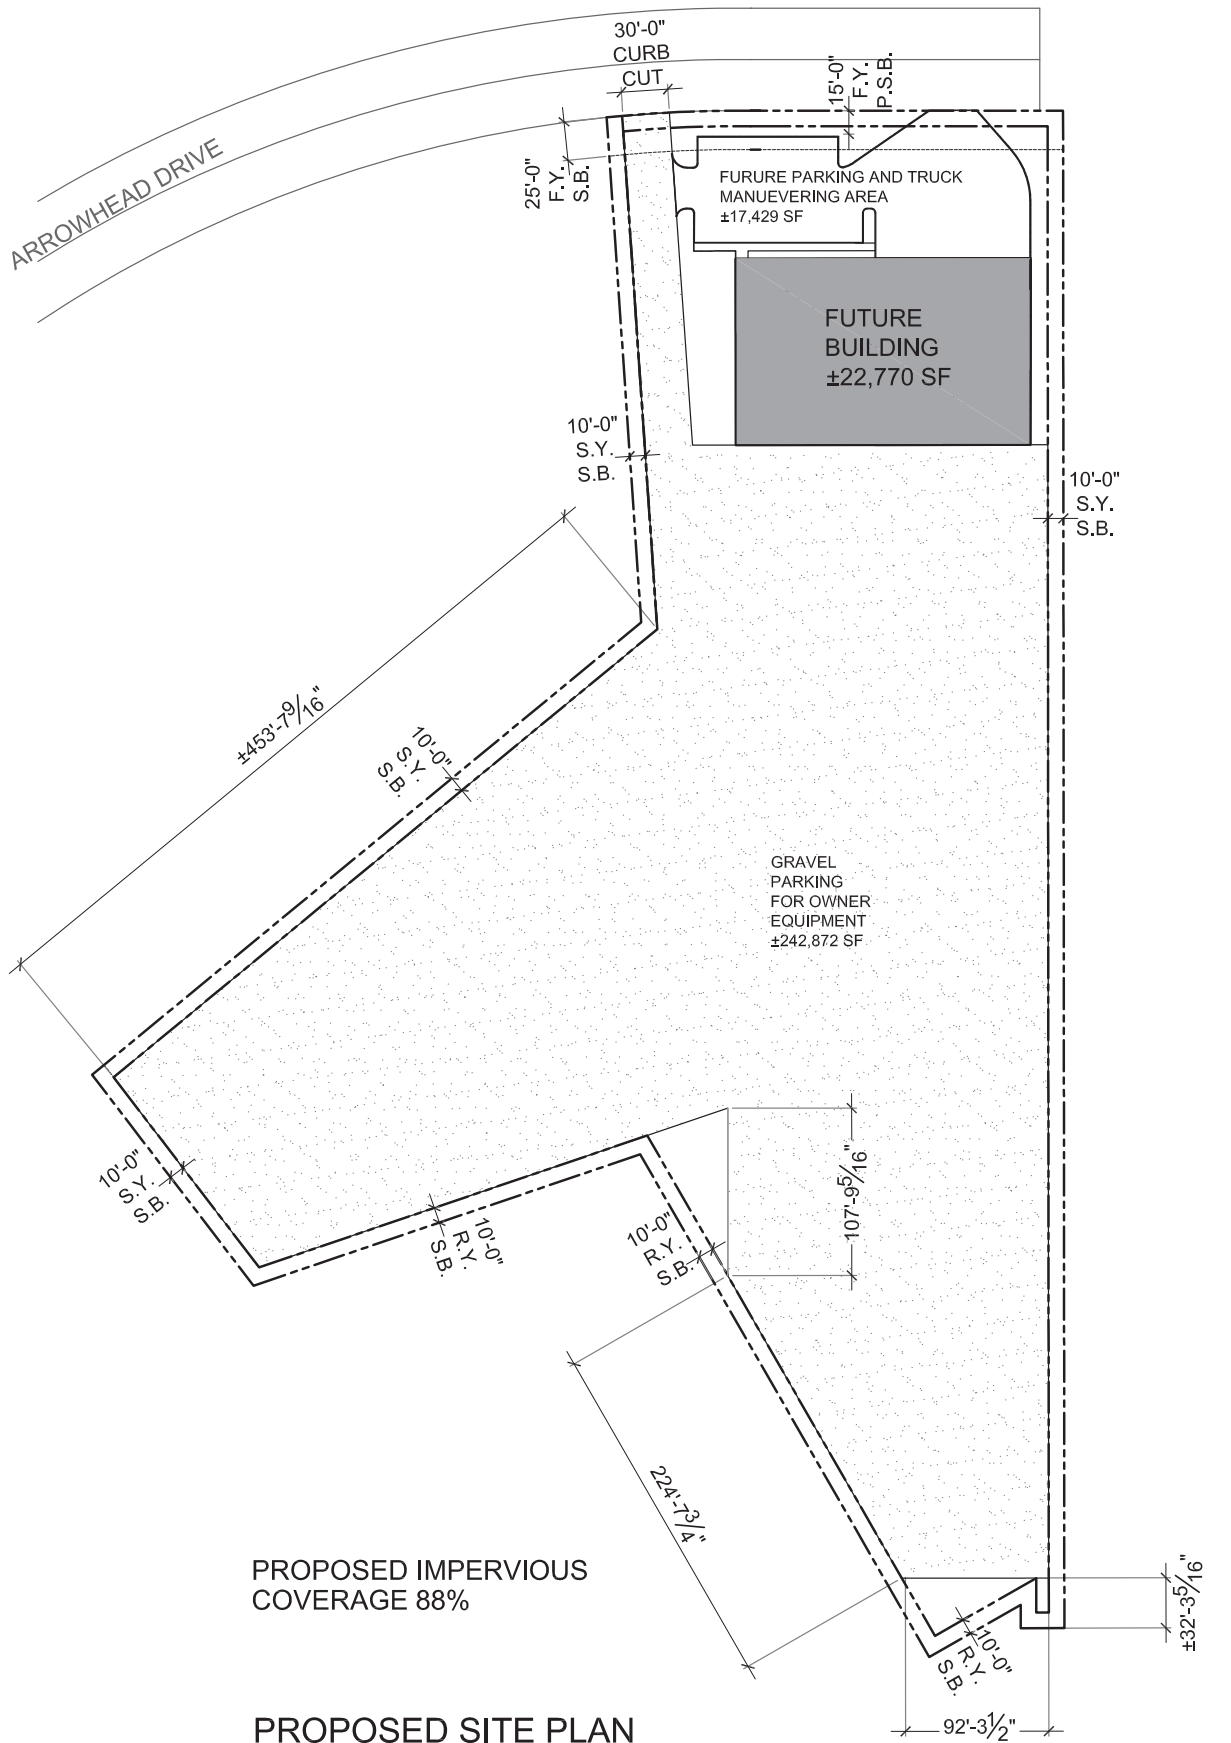 30'-0"
CURB
CUT
15'-0"
F.Y.
P.S.B.
ARROWHEAD DRIVE
25'-0"
F.Y.
S.B.
FURURE PARKING AND TRUCK
MANUEVERING AREA
±17,429 SF
FUTURE
BUILDING
±22,770 SF
10'-0"
S.Y.
S.B.
10'-0"
S.Y.
S.B.
±453'-7 9/16"
10'-0"
S.Y.
S.B.
GRAVEL
PARKING
FOR OWNER
EQUIPMENT
±242,872 SF
10'-0"
S.Y.
S.B.
10'-0"
R.Y.
S.B.
10'-0"
R.Y.
S.B.
107'-9 5/16"
224'-7 3/4"
PROPOSED IMPERVIOUS
COVERAGE 88%
±32'-3 5/16"
10'-0"
R.Y.
S.B.
92'-3 1/2"
PROPOSED SITE PLAN